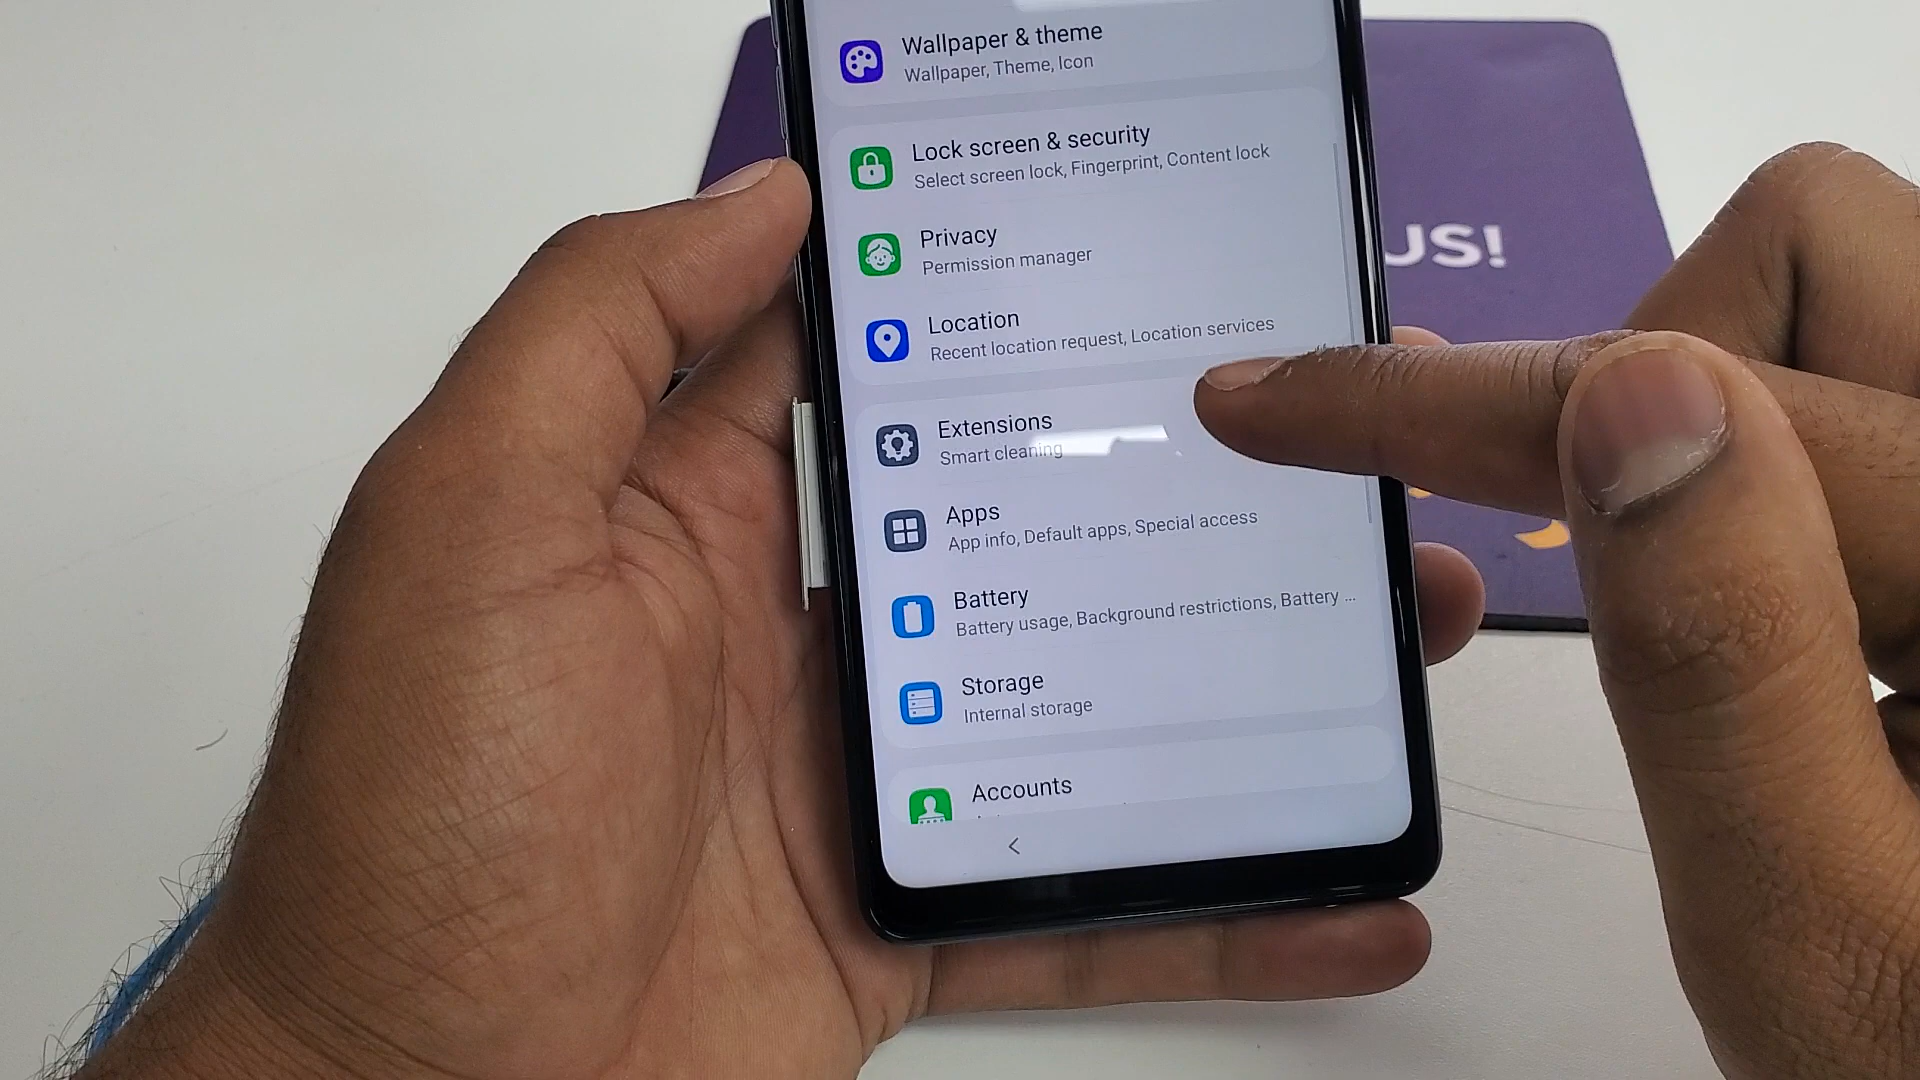 Wallpaper & theme
Wallpaper, Theme, Icon
Lock screen & security
Select screen lock, Fingerprint, Content lock
Privacy
Permission manager
Location
Recent location request, Location services
Extensions
Smart cleaning
Apps
App info, Default apps, Special access
Battery
Battery usage, Background restrictions, Battery ...
Storage
Internal storage
Accounts
US!